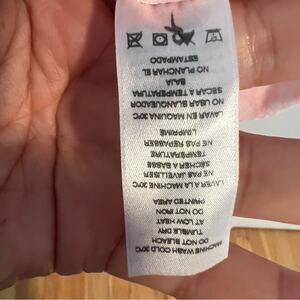 MACHINE WASH COLD 30°C
DO NOT BLEACH
TUMBLE DRY
AT LOW HEAT
DO NOT IRON
PRINTED AREA
LAVER A LA MACHINE 30°C
NE PAS JAVELLISER
SÉCHER A BASSE
TEMPERATURE
NE PAS REPASSER
L'IMPRIME
LAVAR EN MAQUINA 30°C
NO USAR BLANQUEADOR
SECAR A TEMPERATURA
BAJA
NO PLANCHAR EL
ESTAMPADO